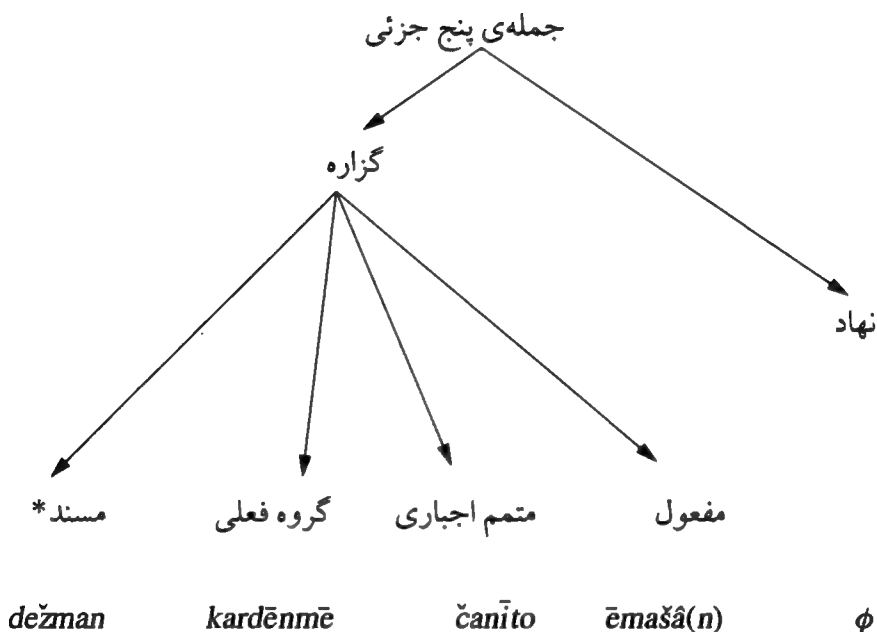 جمله‌ی پنج جزئی
گزاره
نهاد
مفعول متمم اجباری گروه فعلی مسند*
dežman kardēnmē čanīto ēmašâ(n) ϕ